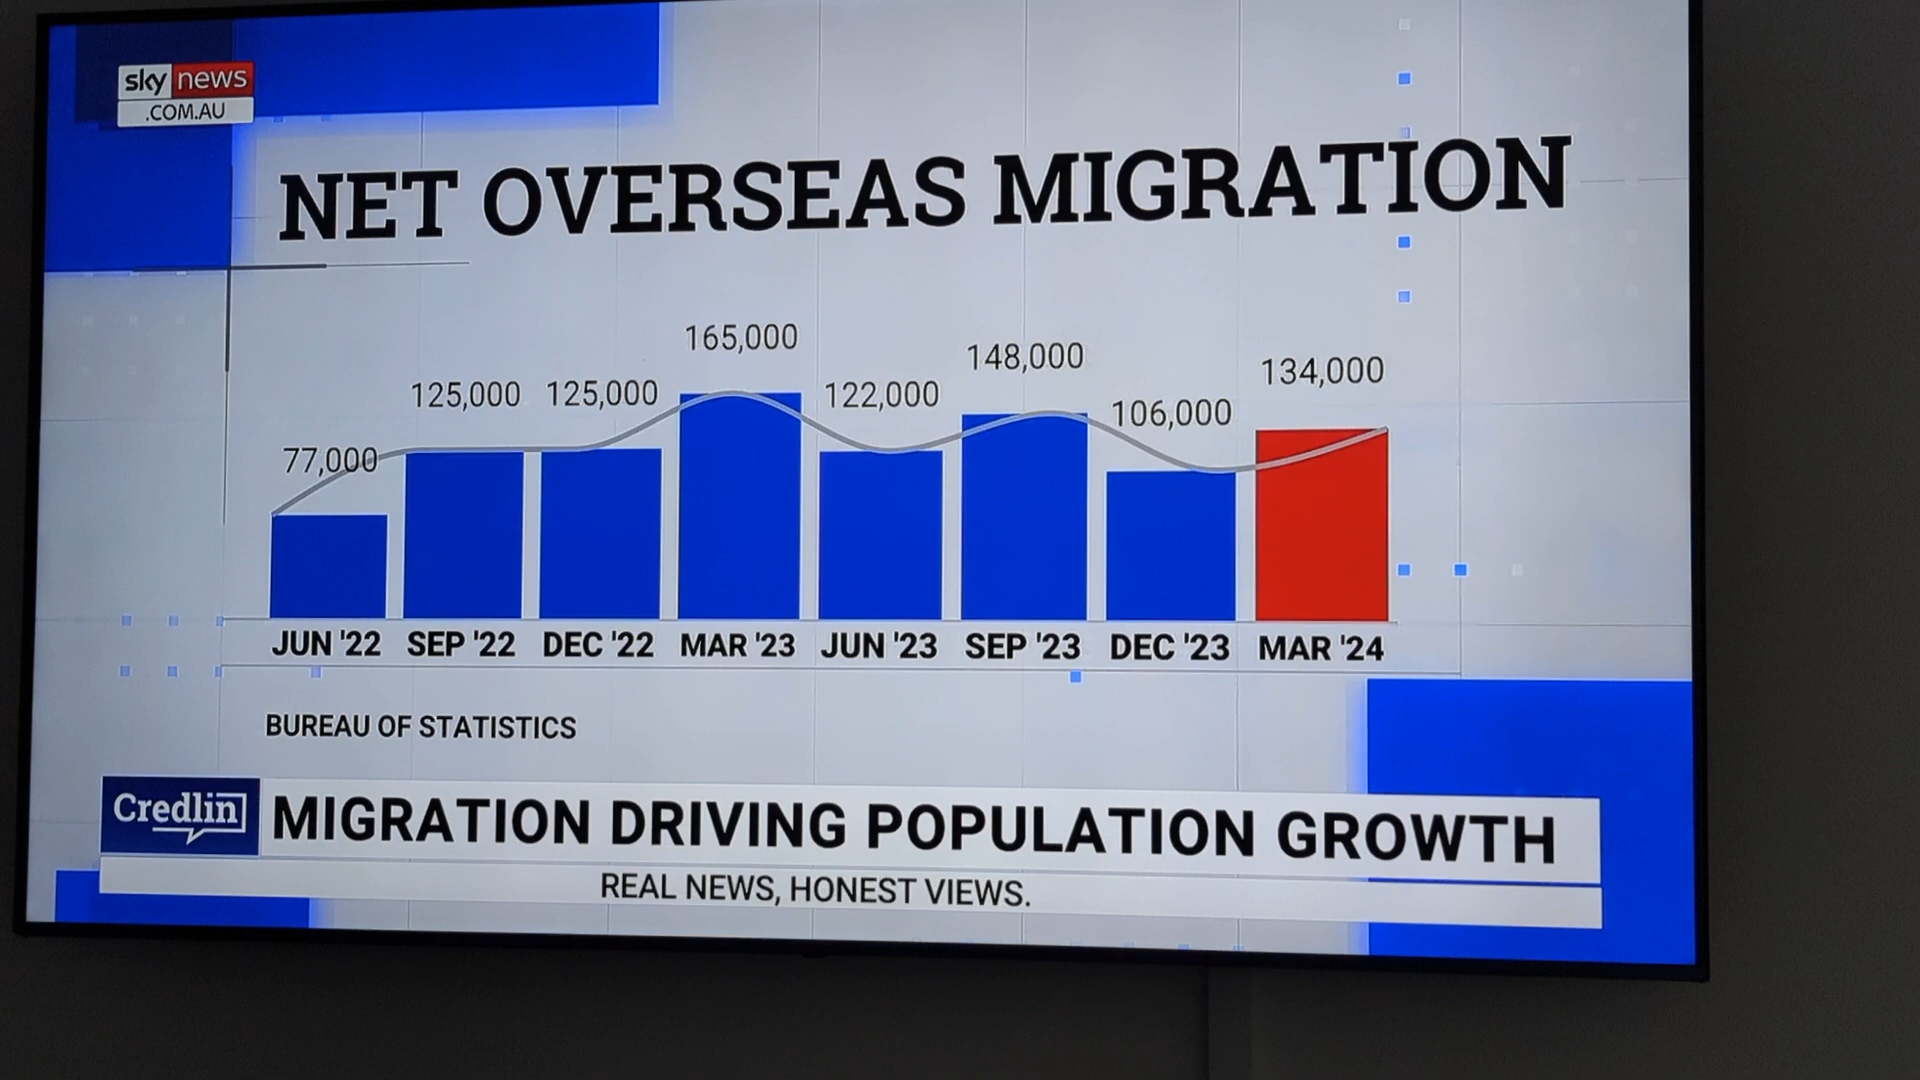 sky news
.COM.AU
NET OVERSEAS MIGRATION
77,000 125,000 125,000 165,000 122,000 148,000 106,000 134,000
JUN '22 SEP '22 DEC '22 MAR '23 JUN '23 SEP '23 DEC '23 MAR '24
BUREAU OF STATISTICS
Credlin MIGRATION DRIVING POPULATION GROWTH
REAL NEWS, HONEST VIEWS.